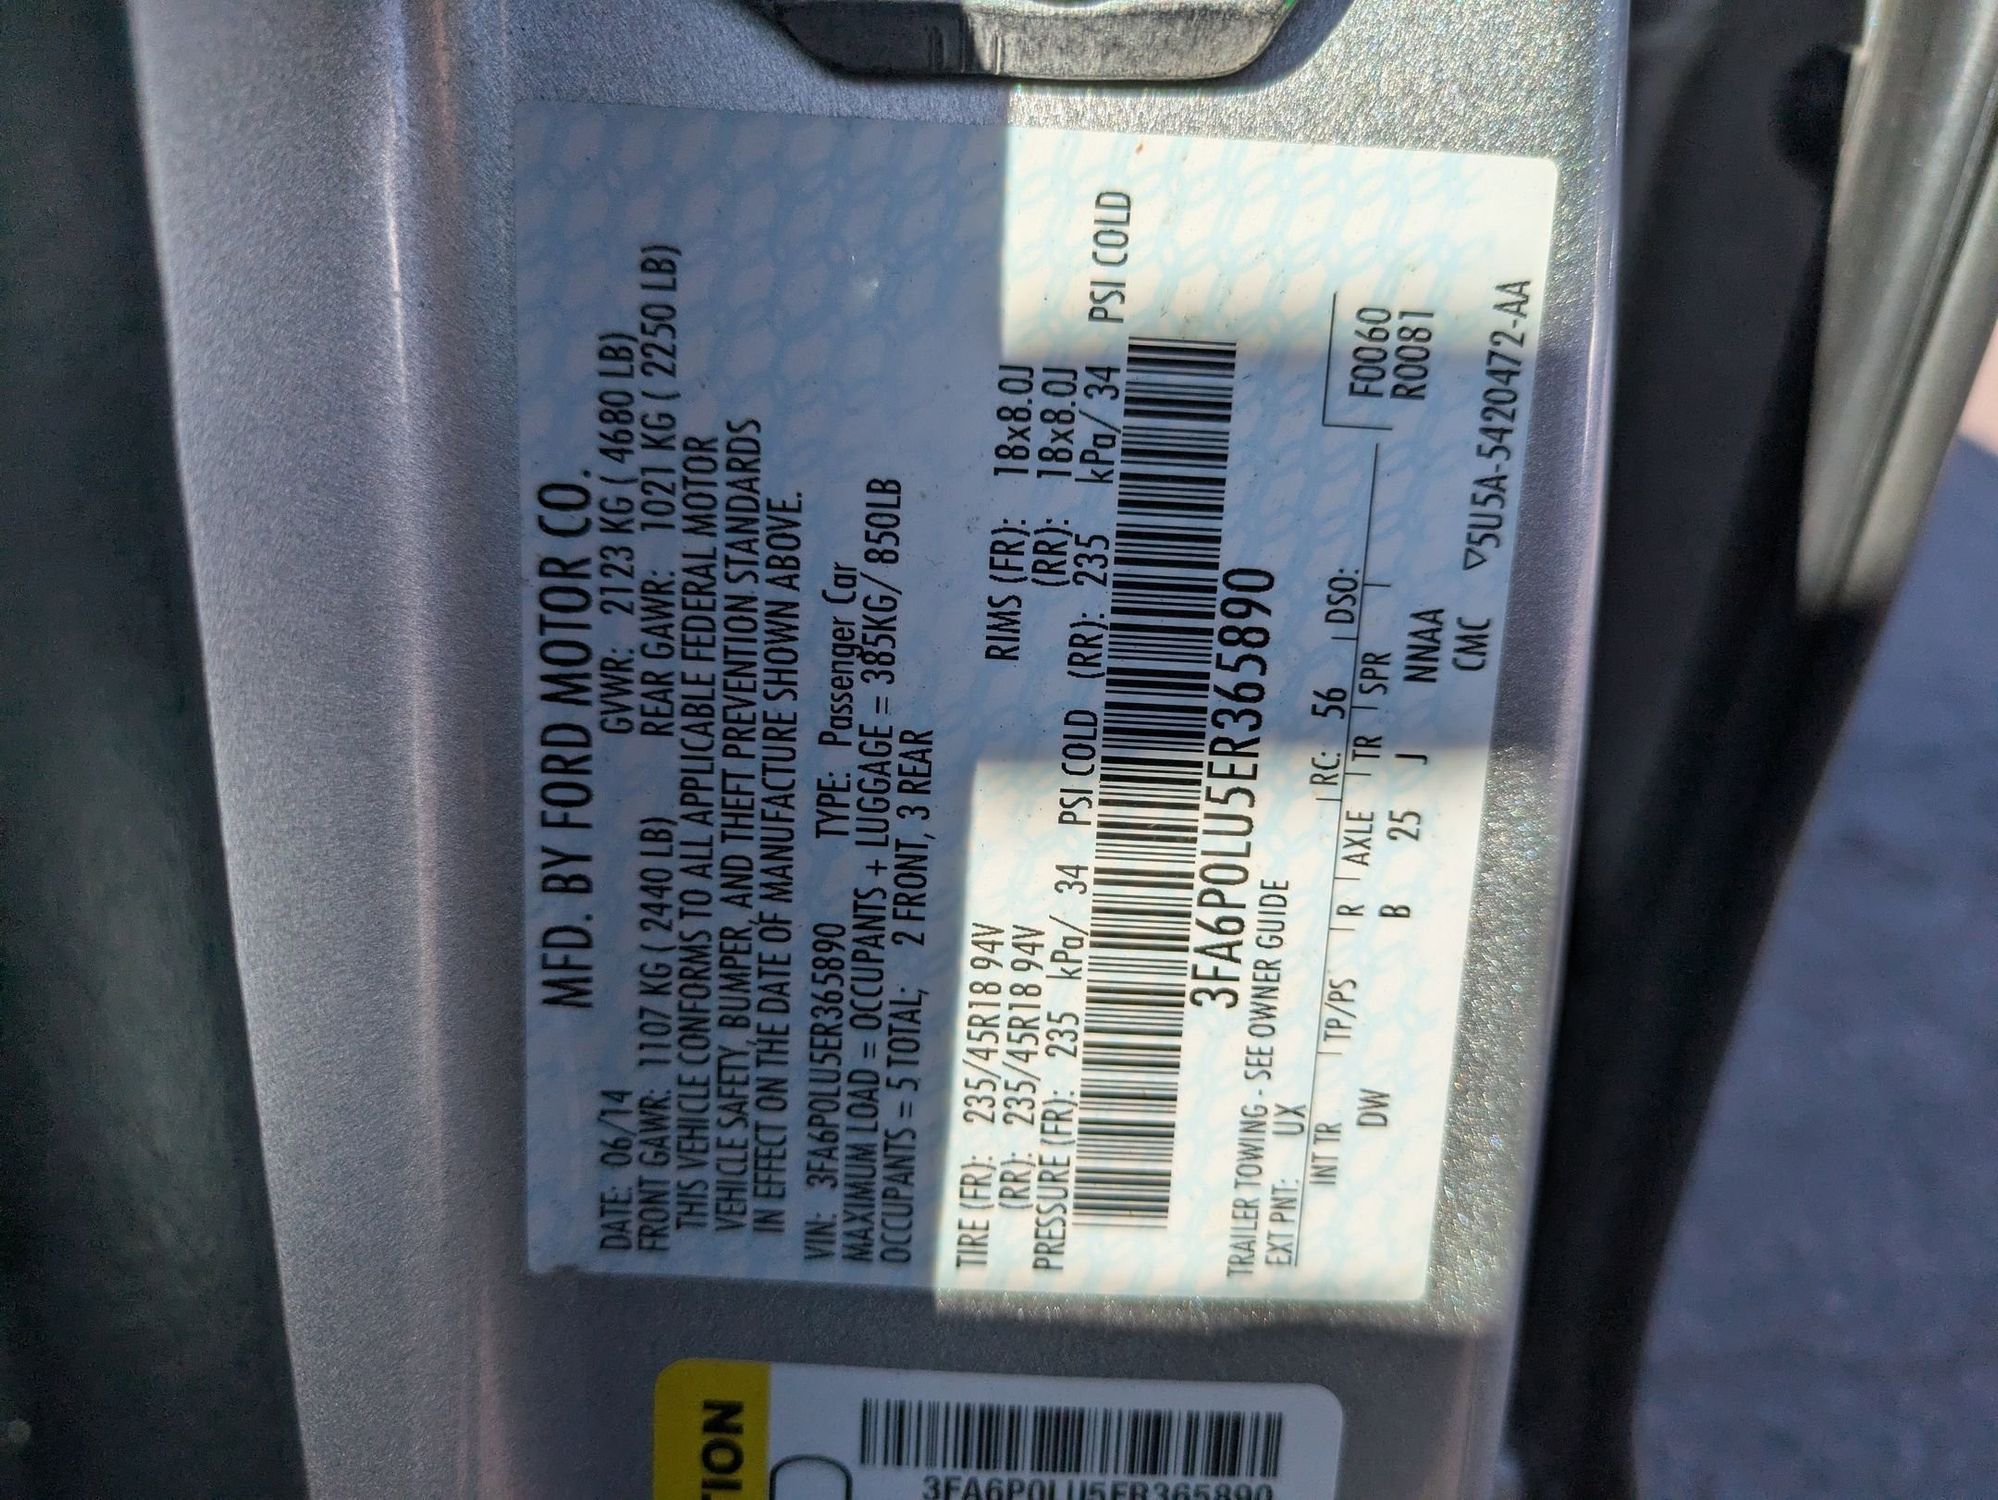 MFD. BY FORD MOTOR CO.
DATE: 06/14 GVWR: 2123 KG ( 4680 LB)
FRONT GAWR: 1107 KG ( 2440 LB) REAR GAWR: 1021 KG ( 2250 LB)
THIS VEHICLE CONFORMS TO ALL APPLICABLE FEDERAL MOTOR
VEHICLE SAFETY, BUMPER, AND THEFT PREVENTION STANDARDS
IN EFFECT ON THE DATE OF MANUFACTURE SHOWN ABOVE.
VIN: 3FA6P0LU5ER365890 TYPE: Passenger Car
MAXIMUM LOAD = OCCUPANTS + LUGGAGE = 385KG/ 850LB
OCCUPANTS = 5 TOTAL; 2 FRONT, 3 REAR
TIRE (FR): 235/45R18 94V RIMS (FR): 18x8.0J
(RR): 235/45R18 94V (RR): 18x8.0J
PRESSURE (FR): 235 kPa/ 34 PSI COLD (RR): 235 kPa/ 34 PSI COLD
3FA6P0LU5ER365890
TRAILER TOWING - SEE OWNER GUIDE
EXT PNT: UX RC: 56 DSO:
INT TR TP/PS R AXLE TR SPR F0060
DW B 25 J NNAA R0081
CMC ▽5U5A-5420472-AA
TION
3FA6P0LU5ER365890